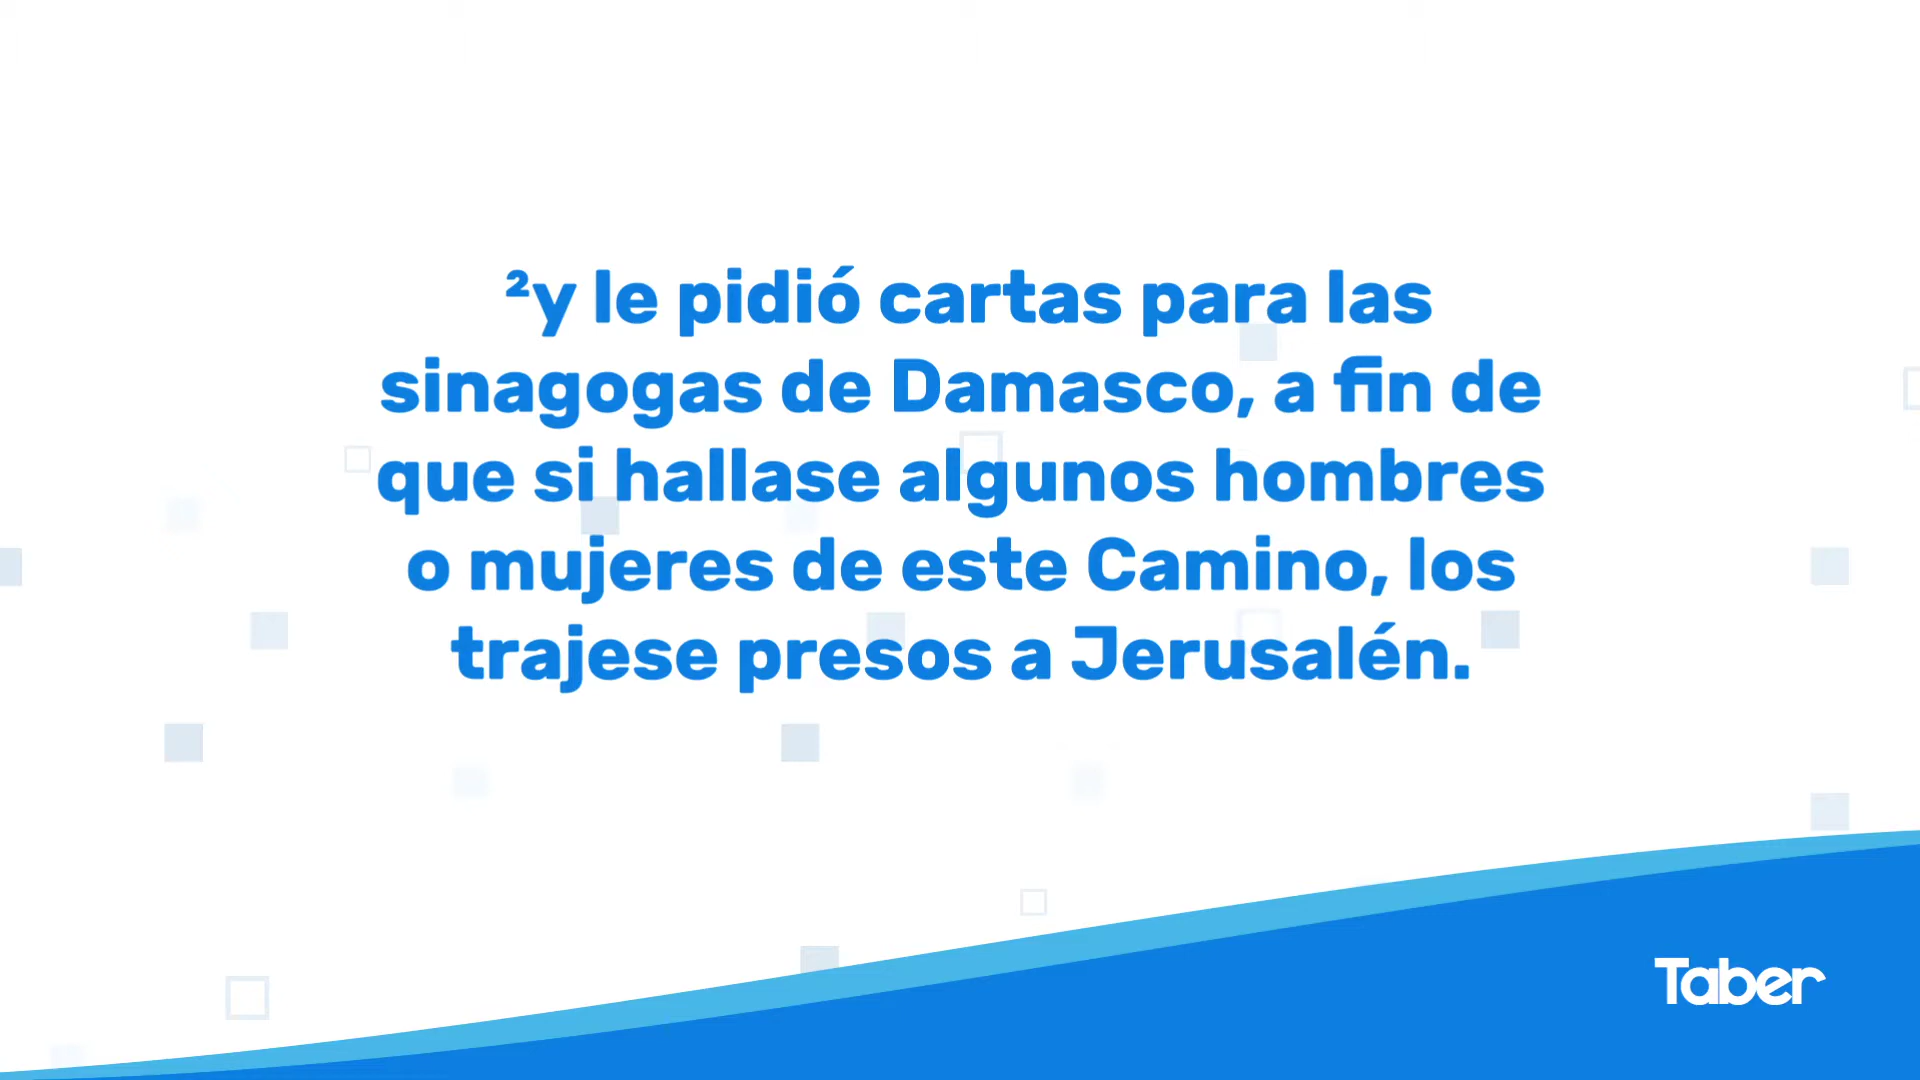 ²y le pidió cartas para las
sinagogas de Damasco, a fin de
que si hallase algunos hombres
o mujeres de este Camino, los
trajese presos a Jerusalén.
Taber